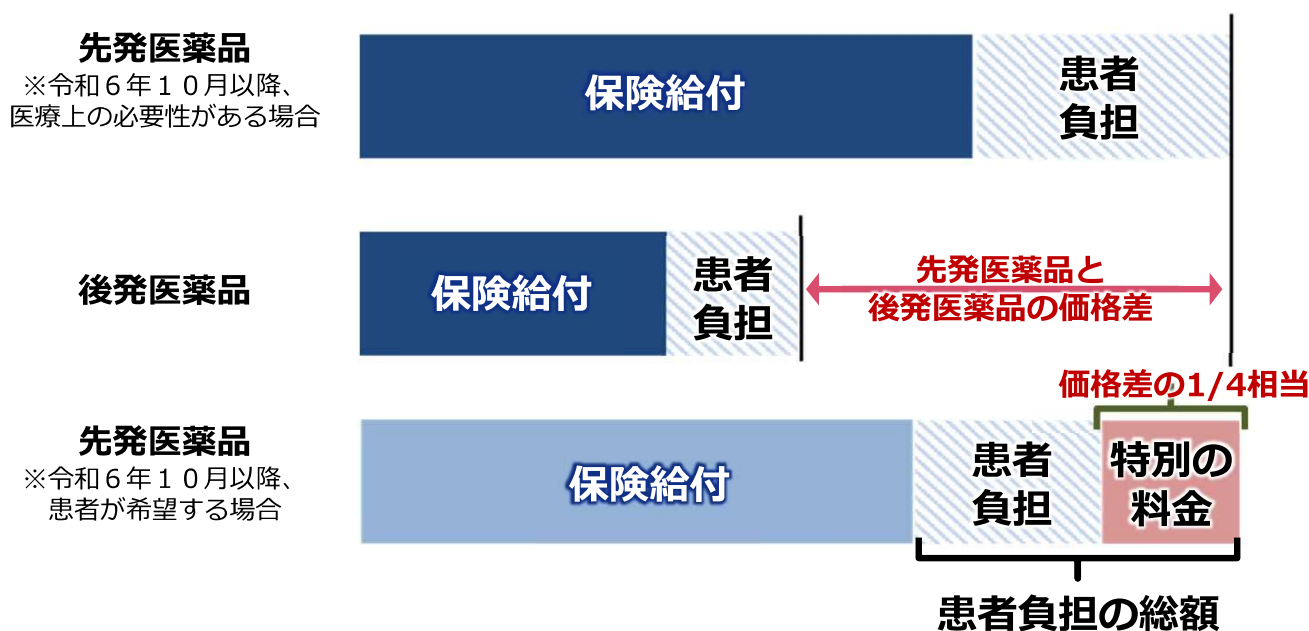 先発医薬品
※令和６年１０月以降、
医療上の必要性がある場合
保険給付
患者
負担
後発医薬品
保険給付
患者
負担
先発医薬品と
後発医薬品の価格差
価格差の1/4相当
先発医薬品
※令和６年１０月以降、
患者が希望する場合
保険給付
患者
負担
特別の
料金
患者負担の総額